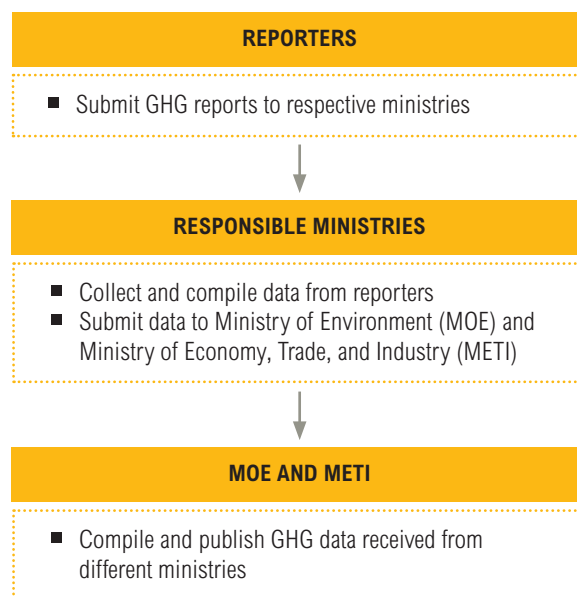 REPORTERS
■ Submit GHG reports to respective ministries
RESPONSIBLE MINISTRIES
■ Collect and compile data from reporters
■ Submit data to Ministry of Environment (MOE) and
Ministry of Economy, Trade, and Industry (METI)
MOE AND METI
■ Compile and publish GHG data received from
different ministries